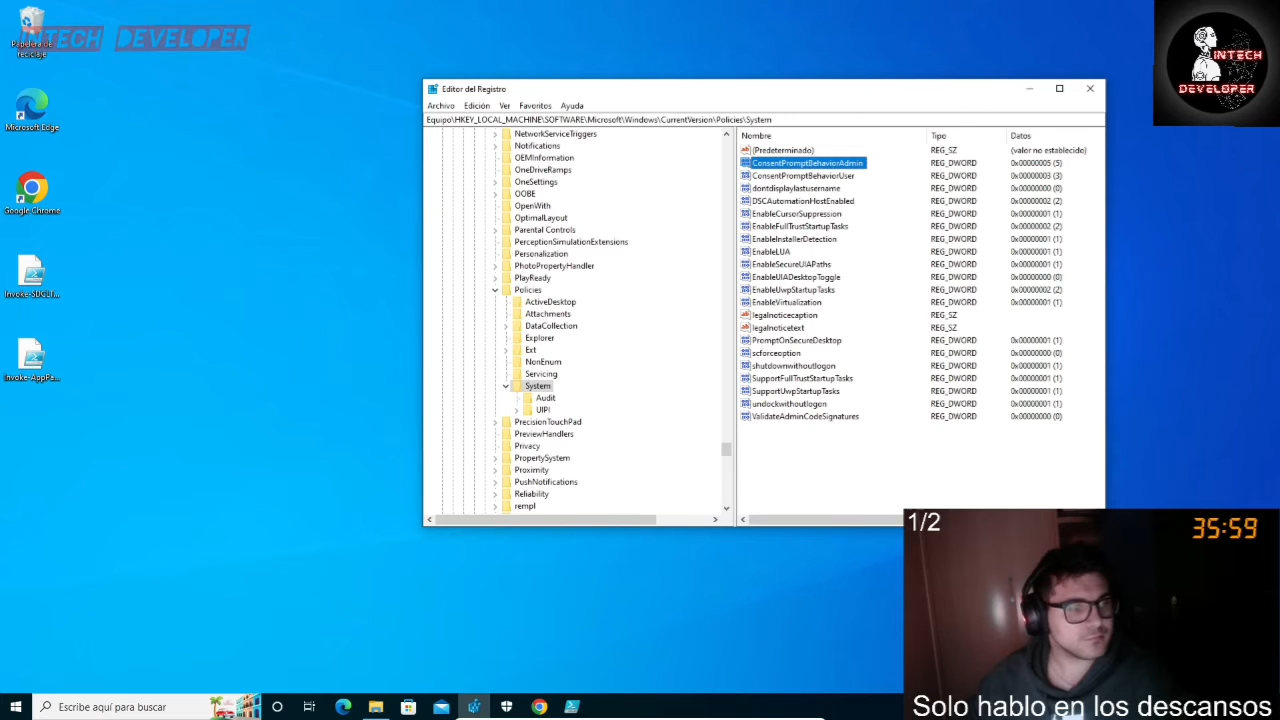 Papelera de
reciclaje
INTECH DEVELOPER
Microsoft Edge
Google Chrome
Invoke-SDCLTI...
Invoke-AppPa...
Editor del Registro
Archivo Edición Ver Favoritos Ayuda
Equipo\HKEY_LOCAL_MACHINE\SOFTWARE\Microsoft\Windows\CurrentVersion\Policies\System
NetworkServiceTriggers
Notifications
OEMInformation
OneDriveRamps
OneSettings
OOBE
OpenWith
OptimalLayout
Parental Controls
PerceptionSimulationExtensions
Personalization
PhotoPropertyHandler
PlayReady
Policies
ActiveDesktop
Attachments
DataCollection
Explorer
Ext
NonEnum
Servicing
System
Audit
UIPI
PrecisionTouchPad
PreviewHandlers
Privacy
PropertySystem
Proximity
PushNotifications
Reliability
rempl
Nombre Tipo Datos
(Predeterminado) REG_SZ (valor no establecido)
ConsentPromptBehaviorAdmin REG_DWORD 0x00000005 (5)
ConsentPromptBehaviorUser REG_DWORD 0x00000003 (3)
dontdisplaylastusername REG_DWORD 0x00000000 (0)
DSCAutomationHostEnabled REG_DWORD 0x00000002 (2)
EnableCursorSuppression REG_DWORD 0x00000001 (1)
EnableFullTrustStartupTasks REG_DWORD 0x00000002 (2)
EnableInstallerDetection REG_DWORD 0x00000001 (1)
EnableLUA REG_DWORD 0x00000001 (1)
EnableSecureUIAPaths REG_DWORD 0x00000001 (1)
EnableUIADesktopToggle REG_DWORD 0x00000000 (0)
EnableUwpStartupTasks REG_DWORD 0x00000002 (2)
EnableVirtualization REG_DWORD 0x00000001 (1)
legalnoticecaption REG_SZ
legalnoticetext REG_SZ
PromptOnSecureDesktop REG_DWORD 0x00000001 (1)
scforceoption REG_DWORD 0x00000000 (0)
shutdownwithoutlogon REG_DWORD 0x00000001 (1)
SupportFullTrustStartupTasks REG_DWORD 0x00000001 (1)
SupportUwpStartupTasks REG_DWORD 0x00000001 (1)
undockwithoutlogon REG_DWORD 0x00000001 (1)
ValidateAdminCodeSignatures REG_DWORD 0x00000000 (0)
INTECH
DEVELOPER
1/2
35:59
Solo hablo en los descansos
Escribe aquí para buscar